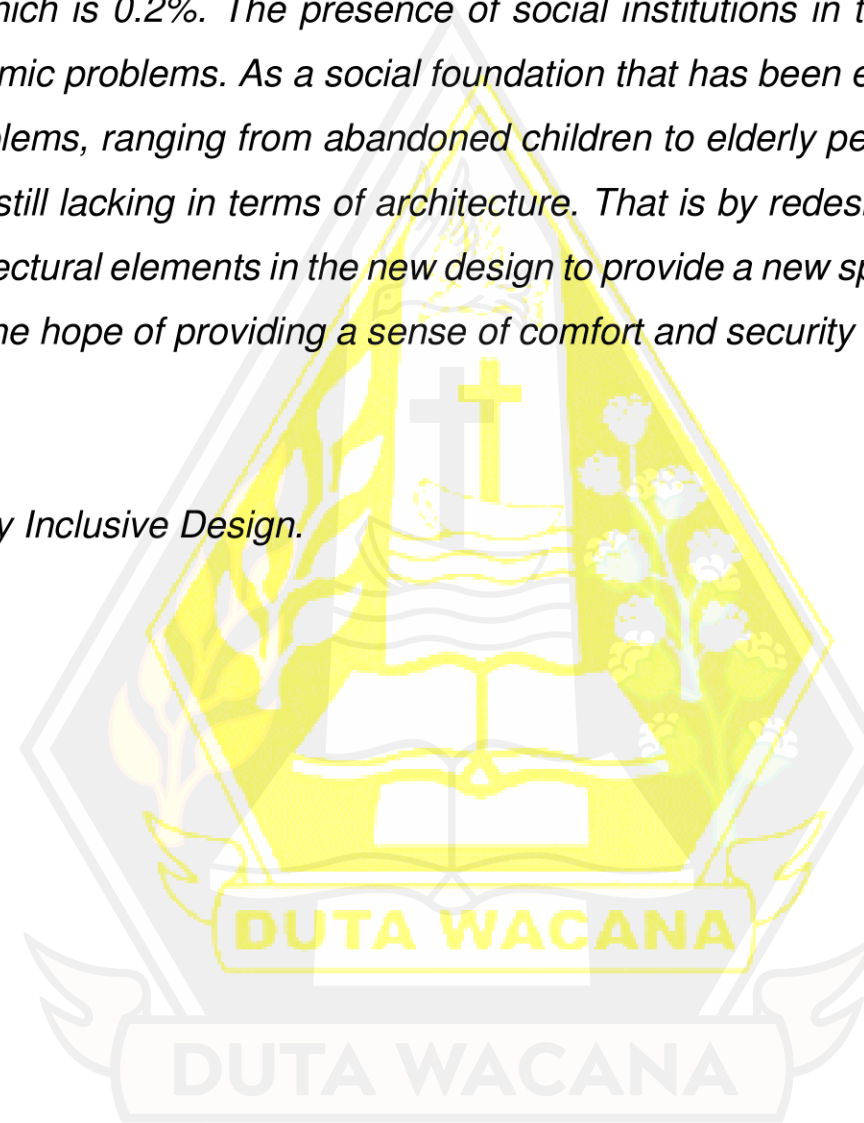 hich is 0.2%. The presence of social institutions in t
mic problems. As a social foundation that has been e
lems, ranging from abandoned children to elderly pe
still lacking in terms of architecture. That is by redes
ectural elements in the new design to provide a new sp
ne hope of providing a sense of comfort and security
y Inclusive Design.
DUTA WACANA
DUTA WACANA